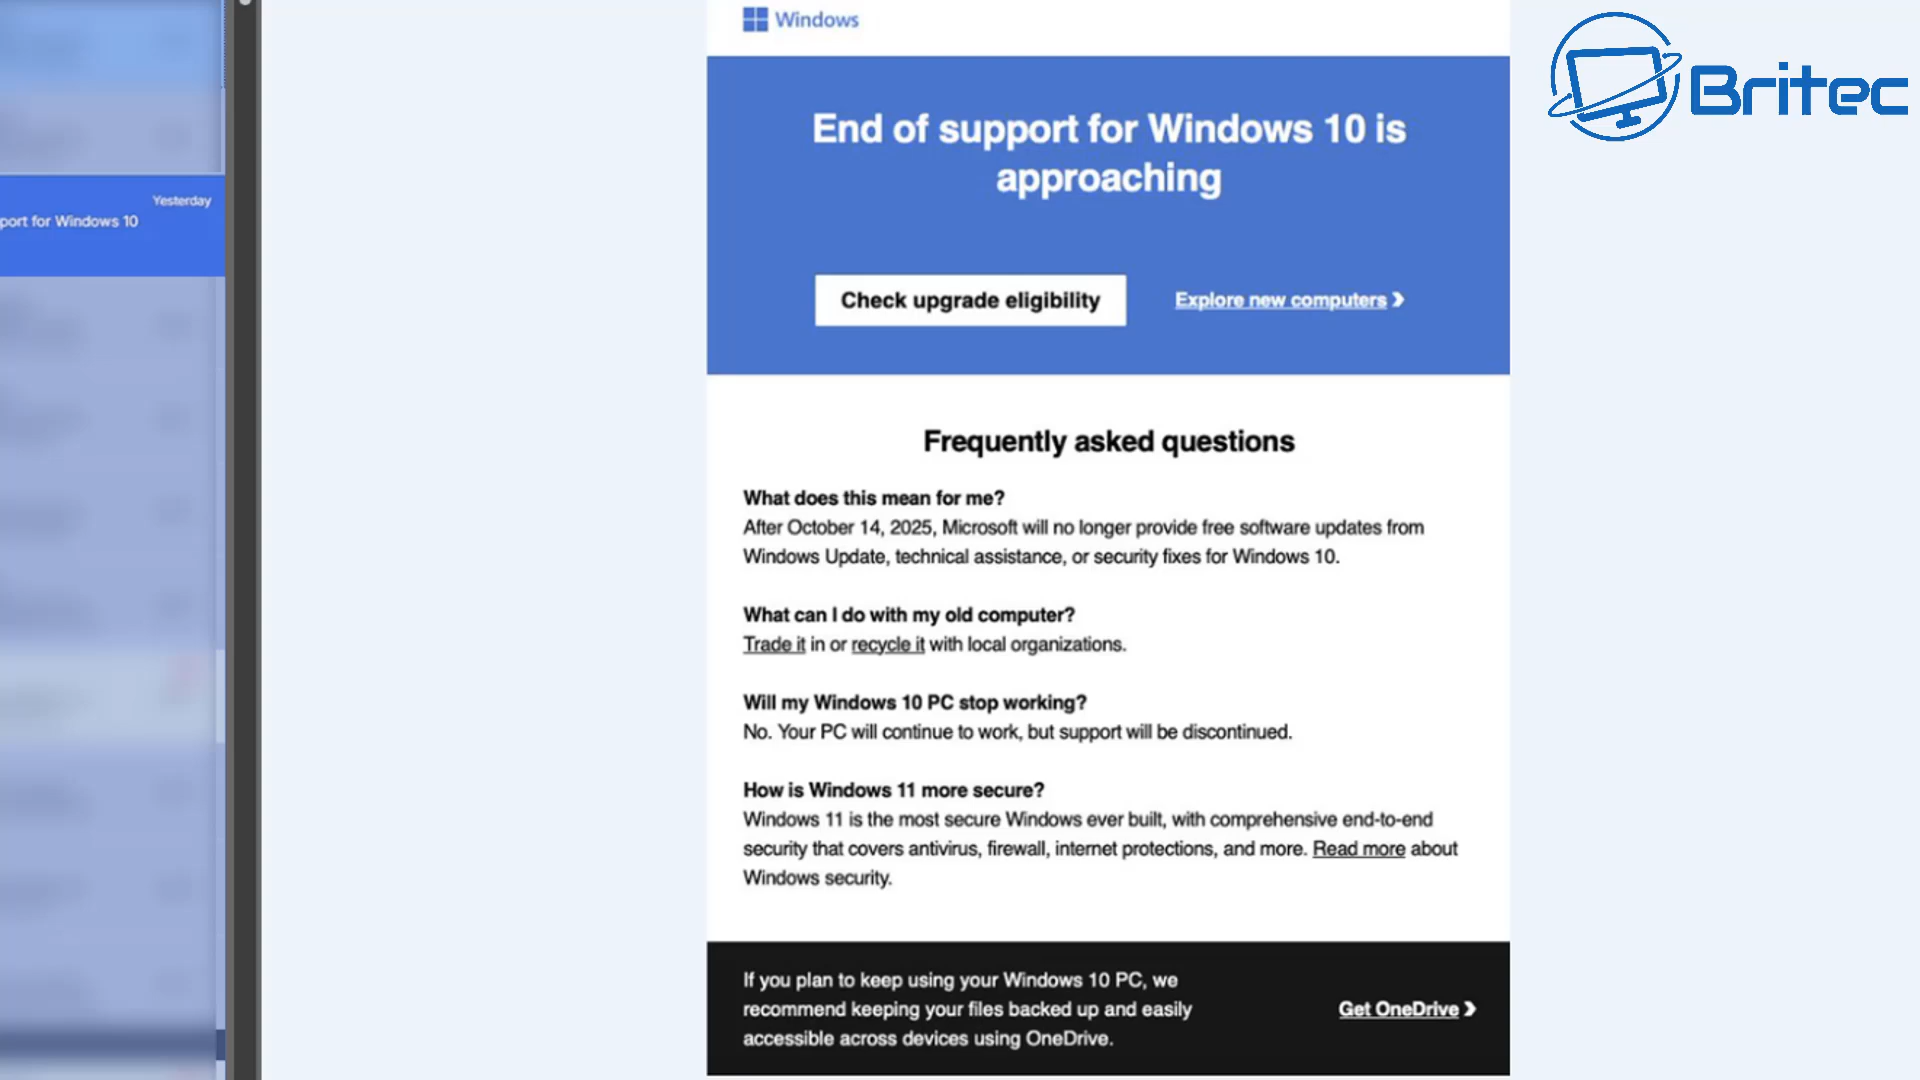 Windows
Britec
End of support for Windows 10 is
approaching
Yesterday
port for Windows 10
Check upgrade eligibility
Explore new computers ❯
Frequently asked questions
What does this mean for me?
After October 14, 2025, Microsoft will no longer provide free software updates from
Windows Update, technical assistance, or security fixes for Windows 10.
What can I do with my old computer?
Trade it in or recycle it with local organizations.
Will my Windows 10 PC stop working?
No. Your PC will continue to work, but support will be discontinued.
How is Windows 11 more secure?
Windows 11 is the most secure Windows ever built, with comprehensive end-to-end
security that covers antivirus, firewall, internet protections, and more. Read more about
Windows security.
If you plan to keep using your Windows 10 PC, we
recommend keeping your files backed up and easily
accessible across devices using OneDrive.
Get OneDrive ❯